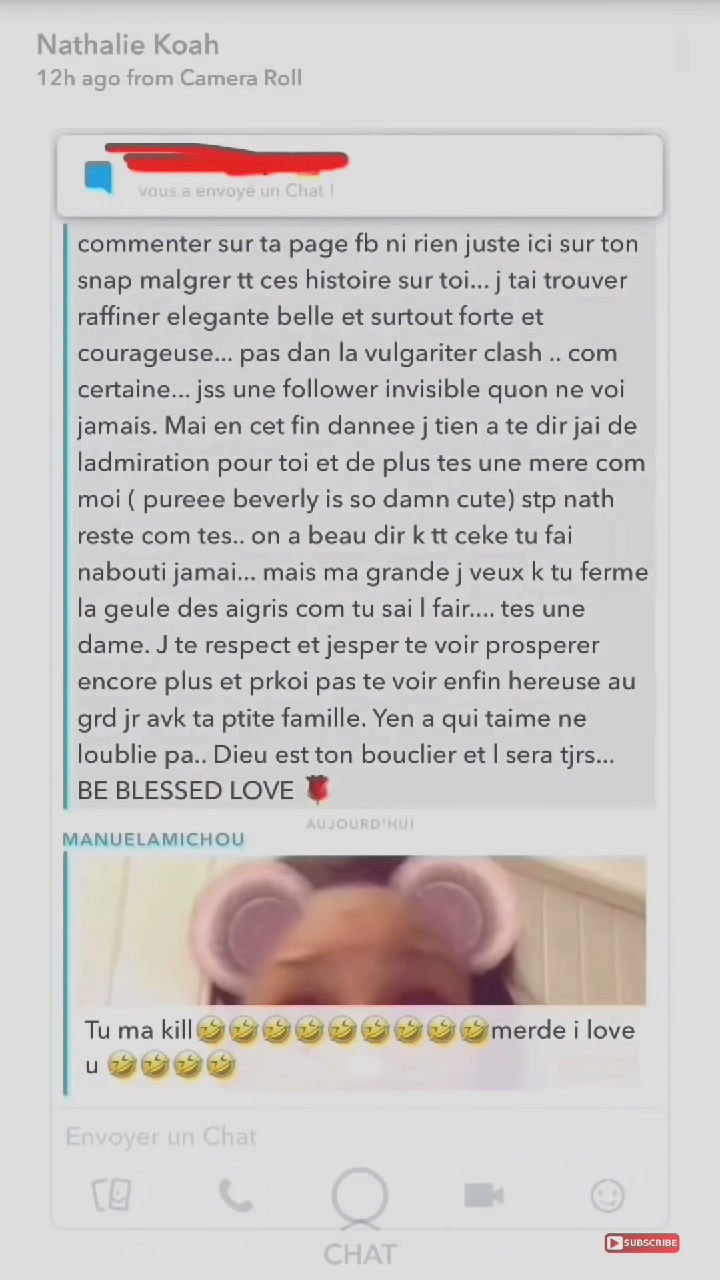 Nathalie Koah
12h ago from Camera Roll
vous a envoyé un Chat !
commenter sur ta page fb ni rien juste ici sur ton
snap malgrer tt ces histoire sur toi... j tai trouver
raffiner elegante belle et surtout forte et
courageuse... pas dan la vulgariter clash .. com
certaine... jss une follower invisible quon ne voi
jamais. Mai en cet fin dannee j tien a te dir jai de
ladmiration pour toi et de plus tes une mere com
moi ( pureee beverly is so damn cute) stp nath
reste com tes.. on a beau dir k tt ceke tu fai
nabouti jamai... mais ma grande j veux k tu ferme
la geule des aigris com tu sai l fair.... tes une
dame. J te respect et jesper te voir prosperer
encore plus et prkoi pas te voir enfin hereuse au
grd jr avk ta ptite famille. Yen a qui taime ne
loublie pa.. Dieu est ton bouclier et l sera tjrs...
BE BLESSED LOVE 🌹
AUJOURD'HUI
MANUELAMICHOU
Tu ma kill🤣🤣🤣🤣🤣🤣🤣🤣🤣merde i love
u 🤣🤣🤣🤣
Envoyer un Chat
CHAT
SUBSCRIBE